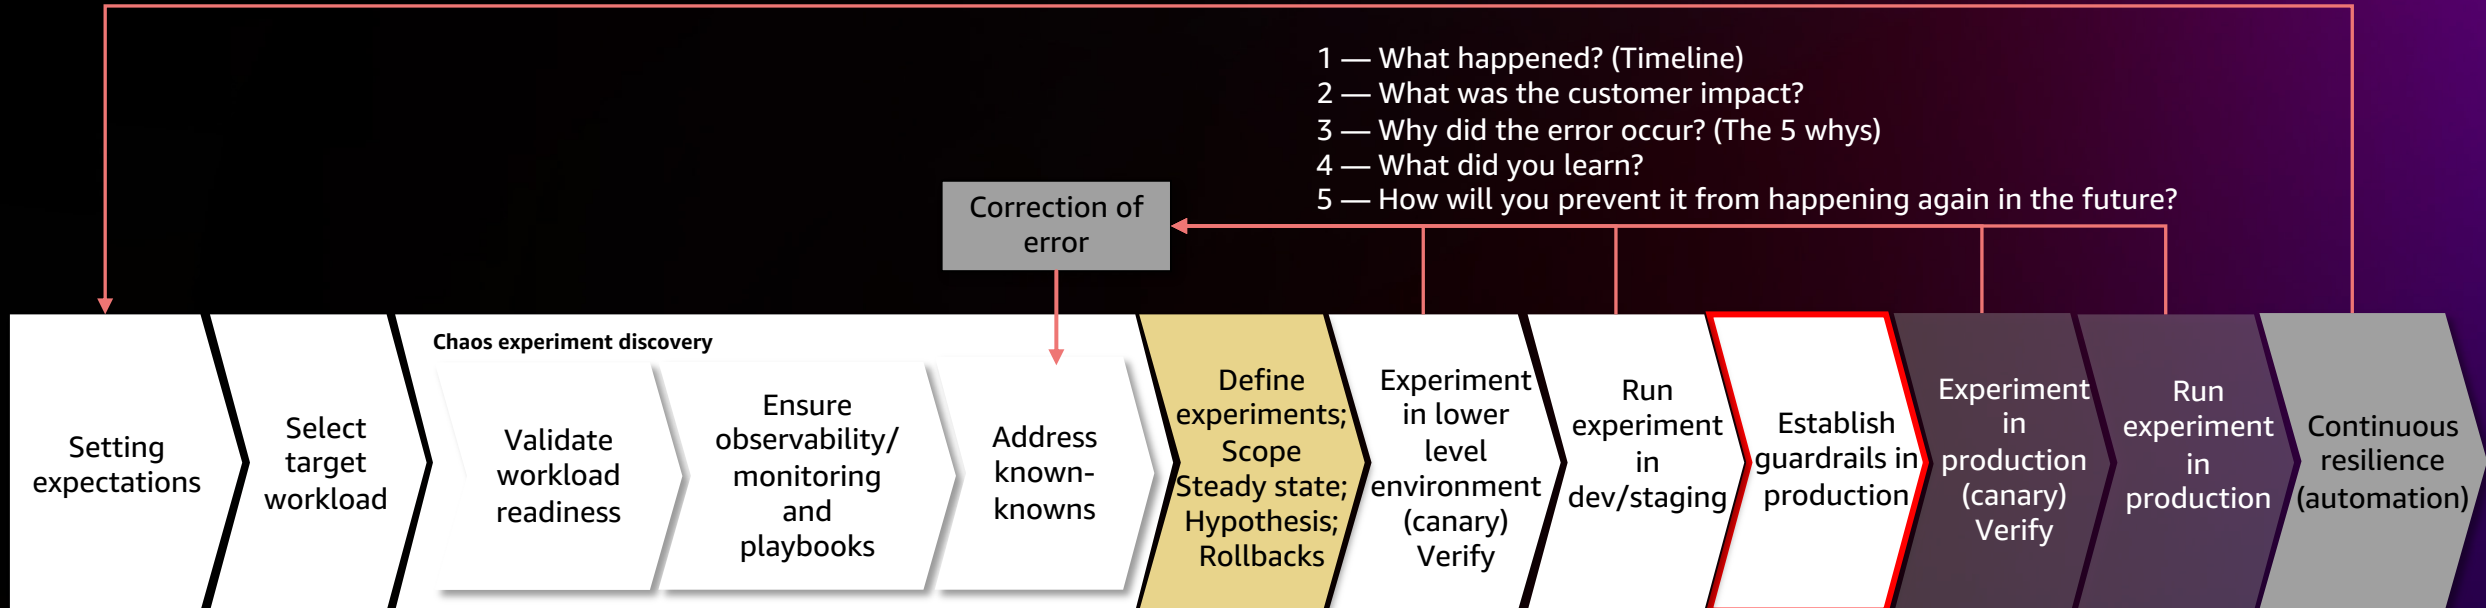 1 — What happened? (Timeline)
2 — What was the customer impact?
3 — Why did the error occur? (The 5 whys)
4 — What did you learn?
5 — How will you prevent it from happening again in the future?
Correction of
error
Setting
expectations
Select
target
workload
Chaos experiment discovery
Validate
workload
readiness
Ensure
observability/
monitoring
and
playbooks
Address
known-
knowns
Define
experiments;
Scope
Steady state;
Hypothesis;
Rollbacks
Experiment
in lower
level
environment
(canary)
Verify
Run
experiment
in
dev/staging
Establish
guardrails in
production
Experiment
in
production
(canary)
Verify
Run
experiment
in
production
Continuous
resilience
(automation)